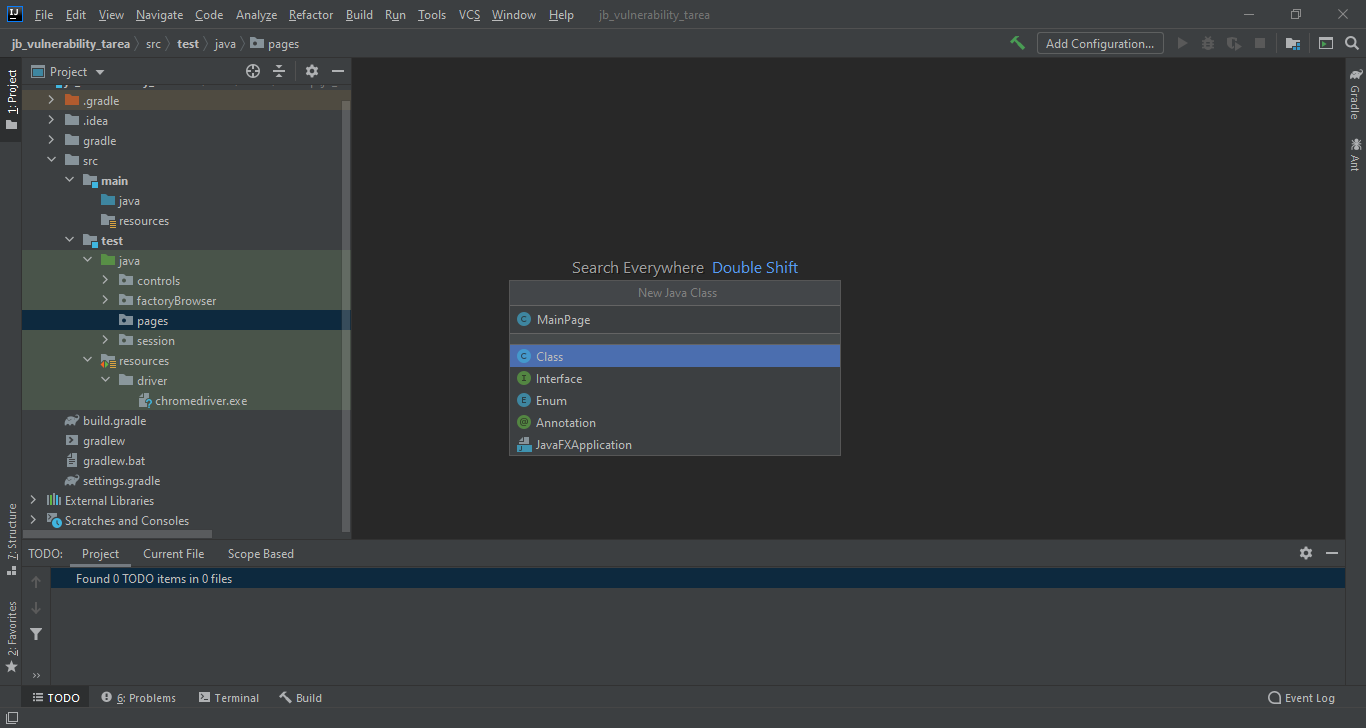 File Edit View Navigate Code Analyze Refactor Build Run Tools VCS Window Help jb_vulnerability_tarea
jb_vulnerability_tarea src test java pages Add Configuration...
1: Project
Project
.gradle
.idea
gradle
src
main
java
resources
test
java
controls
factoryBrowser
pages
session
resources
driver
chromedriver.exe
build.gradle
gradlew
gradlew.bat
settings.gradle
External Libraries
Scratches and Consoles
Search Everywhere Double Shift
New Java Class
MainPage
Class
Interface
Enum
Annotation
JavaFXApplication
Gradle
Ant
7: Structure
2: Favorites
TODO: Project Current File Scope Based
Found 0 TODO items in 0 files
TODO 6: Problems Terminal Build Event Log